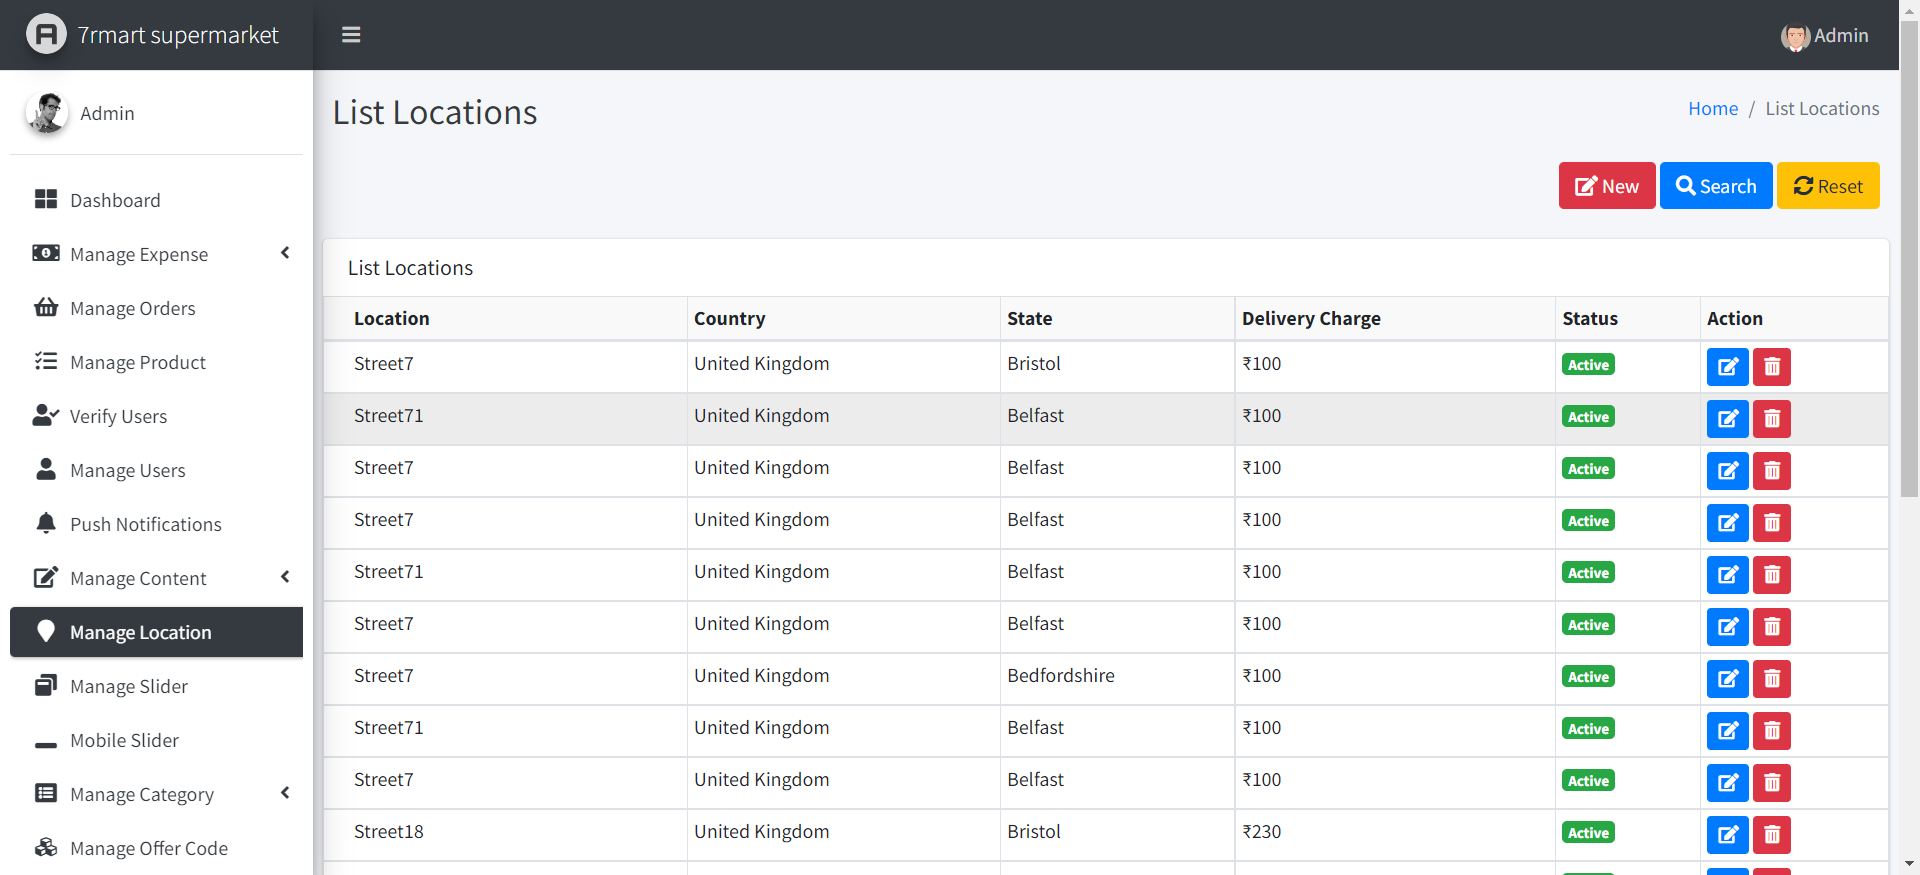 7rmart supermarket
Admin
Admin
List Locations
Home / List Locations
New
Search
Reset
Dashboard
Manage Expense
Manage Orders
Manage Product
Verify Users
Manage Users
Push Notifications
Manage Content
Manage Location
Manage Slider
Mobile Slider
Manage Category
Manage Offer Code
List Locations
Location Country State Delivery Charge Status Action
Street7 United Kingdom Bristol ₹100 Active
Street71 United Kingdom Belfast ₹100 Active
Street7 United Kingdom Belfast ₹100 Active
Street7 United Kingdom Belfast ₹100 Active
Street71 United Kingdom Belfast ₹100 Active
Street7 United Kingdom Belfast ₹100 Active
Street7 United Kingdom Bedfordshire ₹100 Active
Street71 United Kingdom Belfast ₹100 Active
Street7 United Kingdom Belfast ₹100 Active
Street18 United Kingdom Bristol ₹230 Active